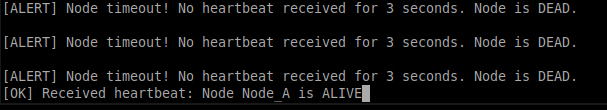 [ALERT] Node timeout! No heartbeat received for 3 seconds. Node is DEAD.
[ALERT] Node timeout! No heartbeat received for 3 seconds. Node is DEAD.
[ALERT] Node timeout! No heartbeat received for 3 seconds. Node is DEAD.
[OK] Received heartbeat: Node Node_A is ALIVE